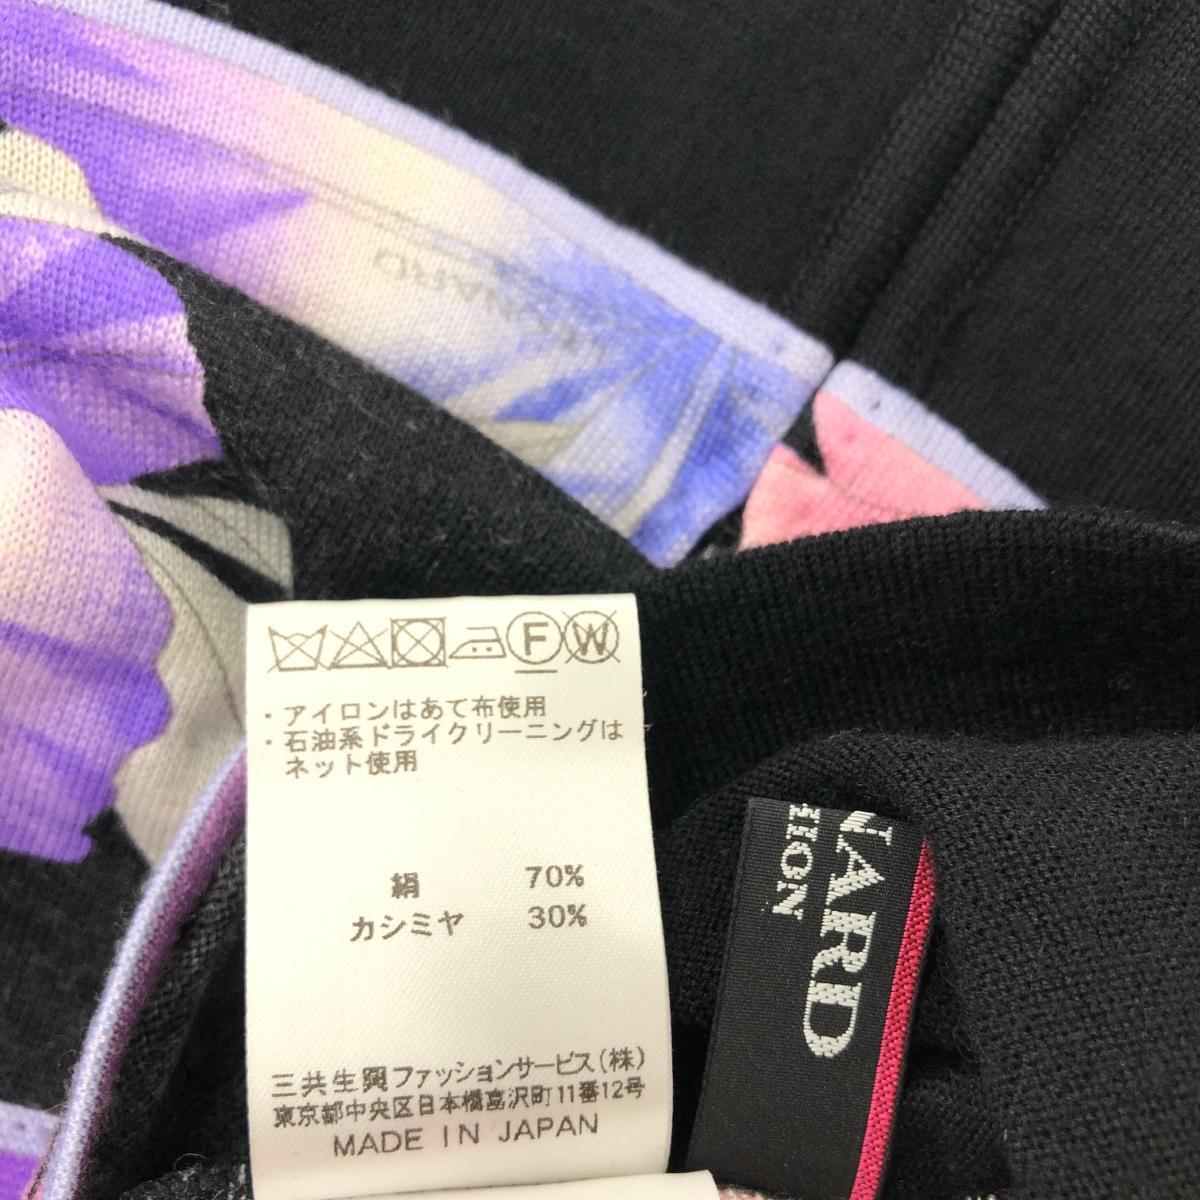 F W
・アイロンはあて布使用
・石油系ドライクリーニングは
ネット使用
絹 70%
カシミヤ 30%
三共生興ファッションサービス(株)
東京都中央区日本橋富沢町11番12号
MADE IN JAPAN
NARD
HION